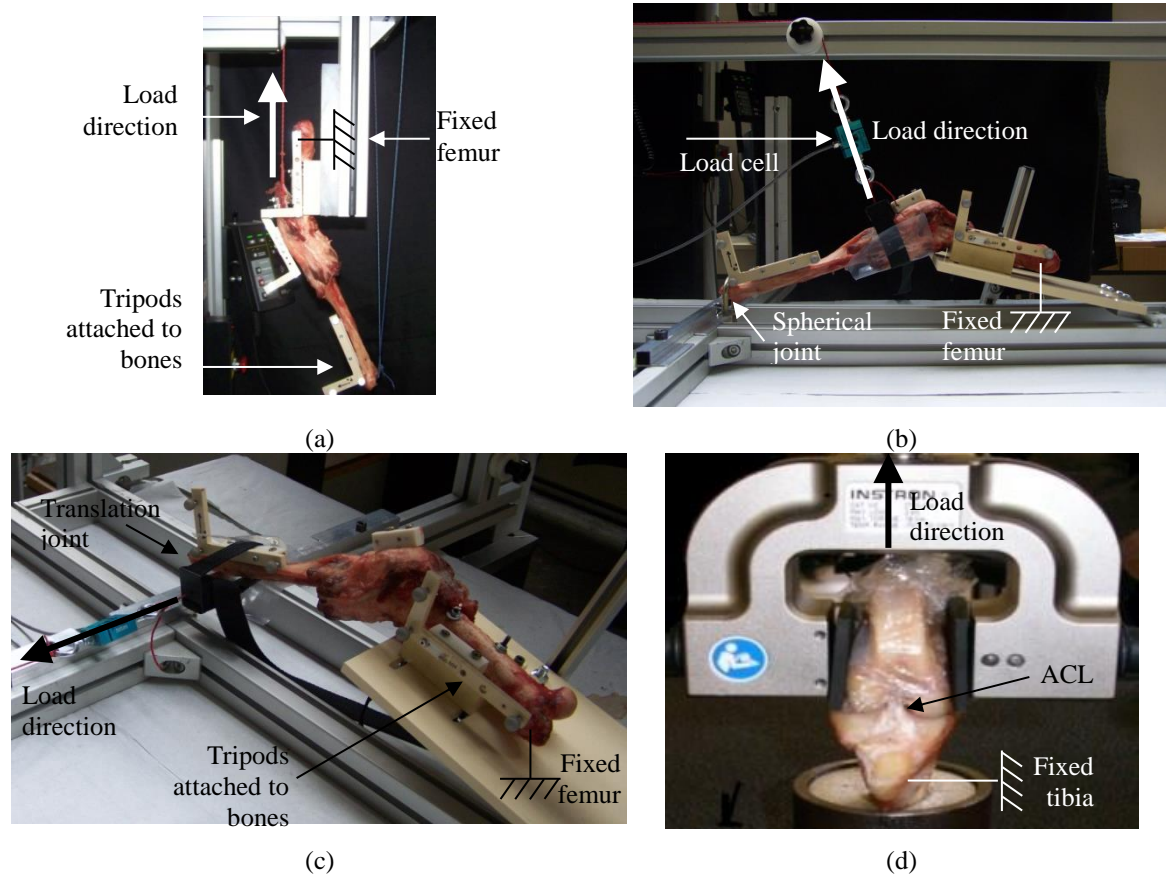 Load
direction
Fixed
femur
Tripods
attached to
bones
(a)
Load direction
Load cell
Spherical
joint
Fixed
femur
(b)
Translation
joint
Load
direction
Tripods
attached to
bones
Fixed
femur
(c)
INSTRON
Load
direction
ACL
Fixed
tibia
(d)